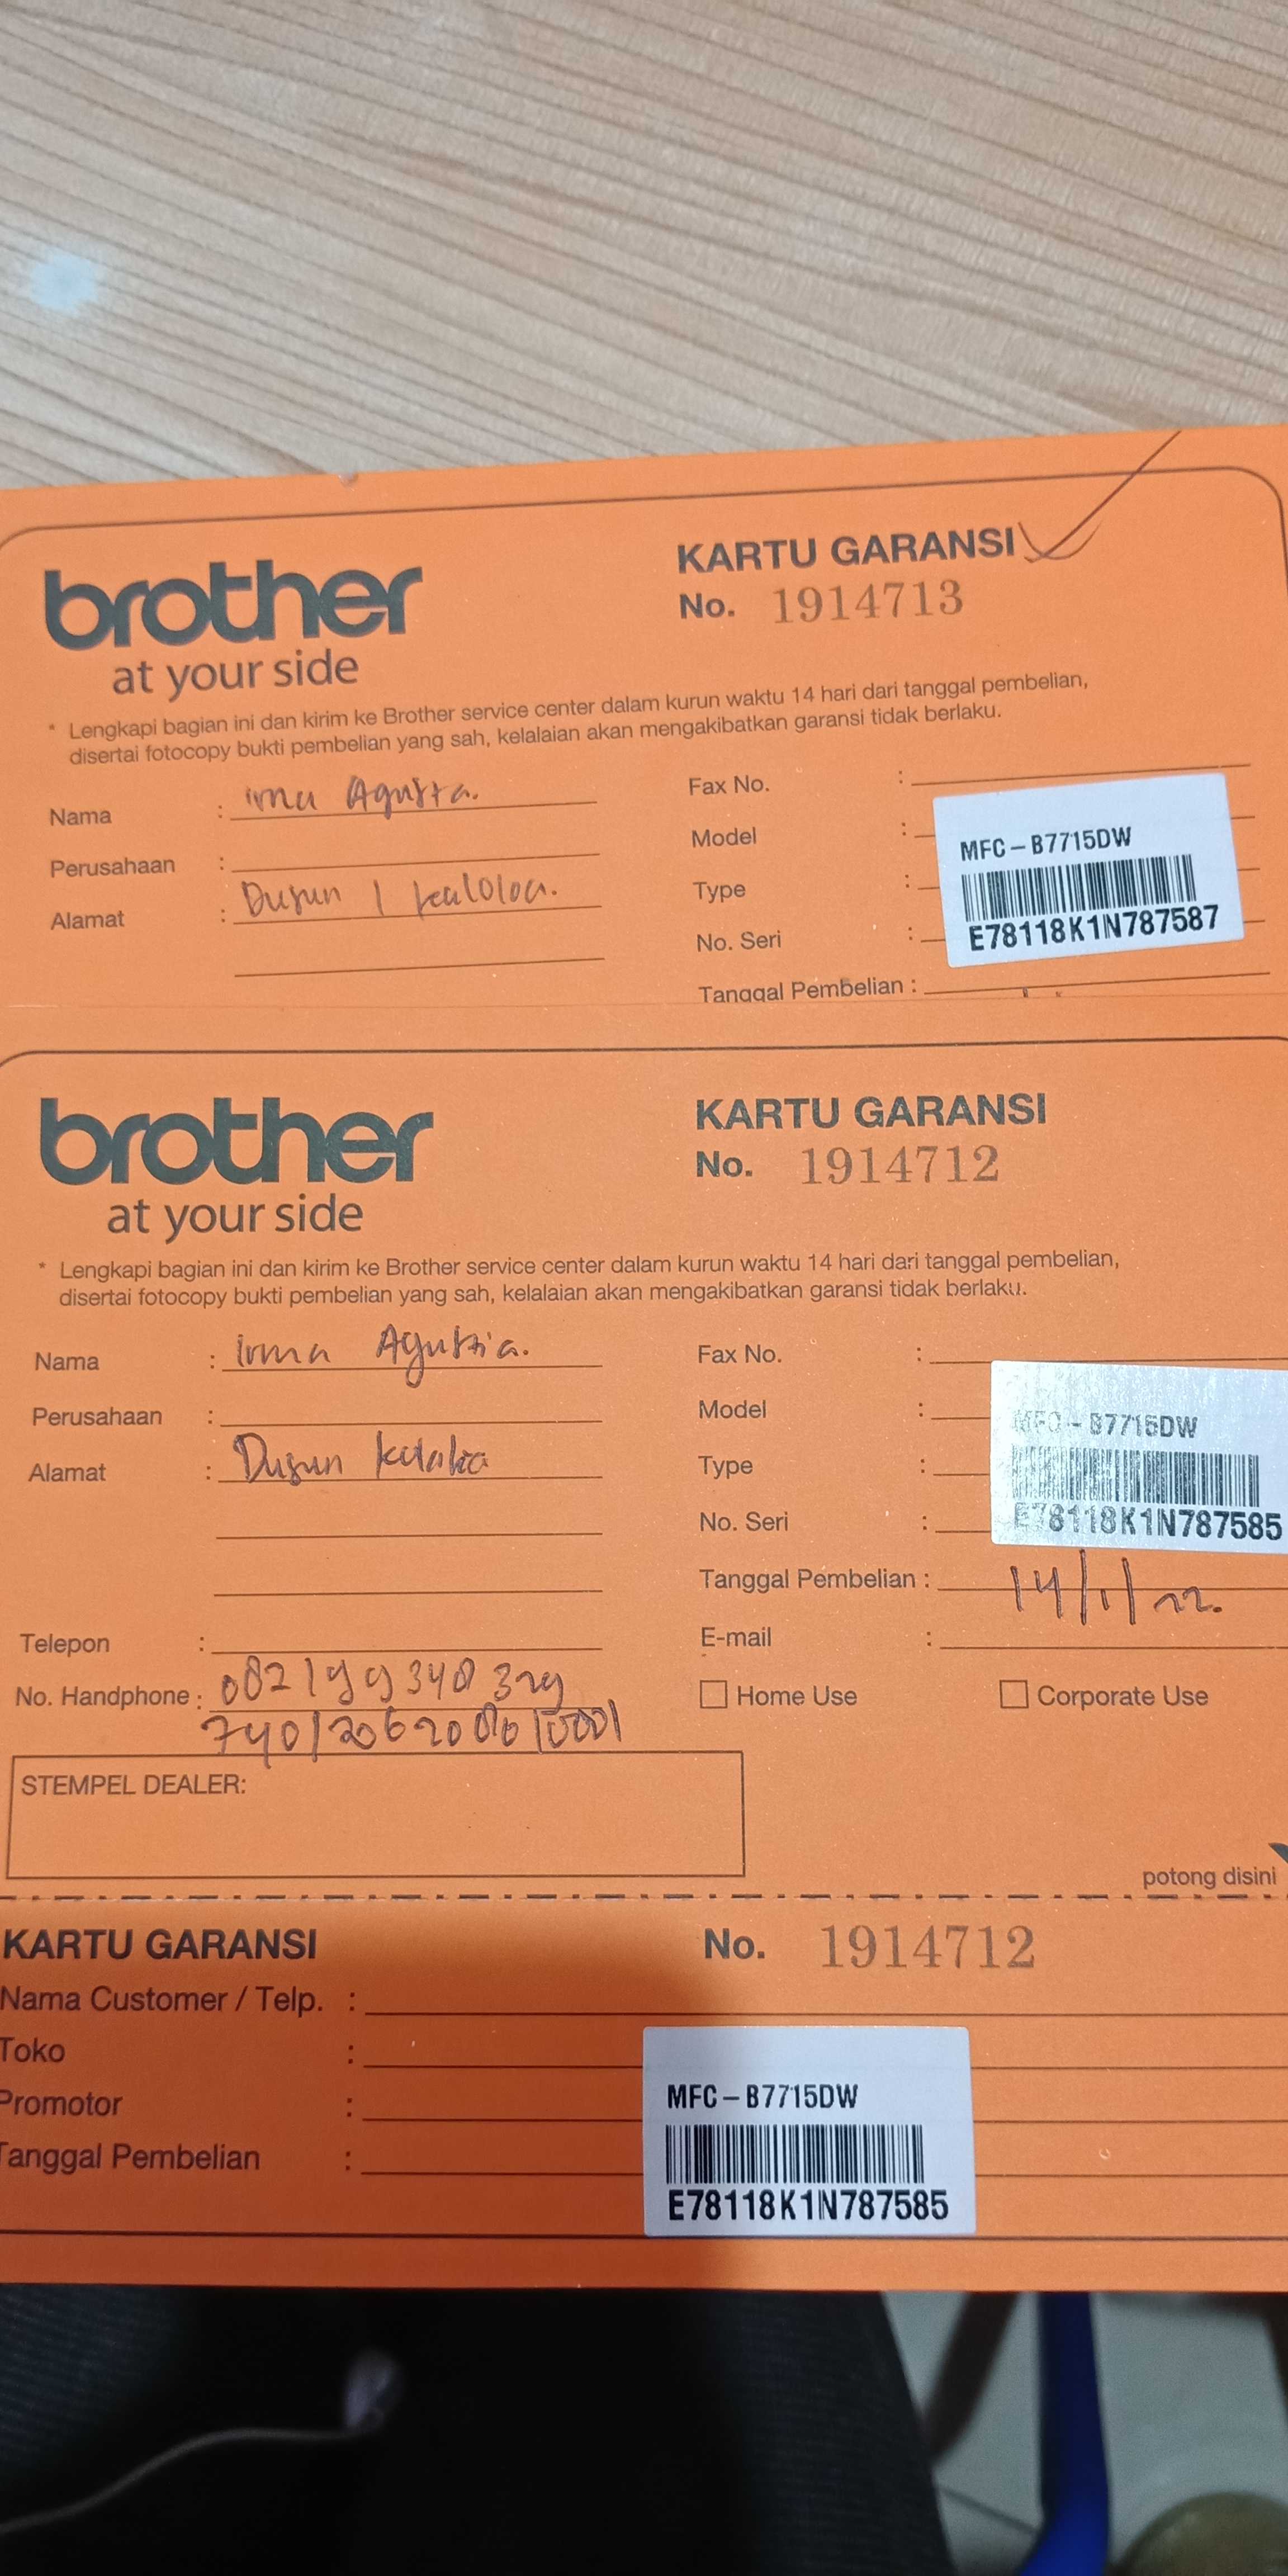 brother
at your side
KARTU GARANSI
No. 1914713
* Lengkapi bagian ini dan kirim ke Brother service center dalam kurun waktu 14 hari dari tanggal pembelian,
disertai fotocopy bukti pembelian yang sah, kelalaian akan mengakibatkan garansi tidak berlaku.
Nama : Irma Agusta.
Perusahaan :
Alamat : Dusun 1 kaloloa.
Fax No. :
Model :
Type :
No. Seri :
Tanggal Pembelian :
MFC-B7715DW
E78118K1N787587
brother
at your side
KARTU GARANSI
No. 1914712
* Lengkapi bagian ini dan kirim ke Brother service center dalam kurun waktu 14 hari dari tanggal pembelian,
disertai fotocopy bukti pembelian yang sah, kelalaian akan mengakibatkan garansi tidak berlaku.
Nama : Irma
Perusahaan :
Alamat : Dusun
Telepon :
No. Handphone :
Fax No. :
Model :
Type :
No. Seri :
MFC-B7715DW
E78118K1N787585
Tanggal Pembelian : 14/1/22.
E-mail :
Home Use
Corporate Use
STEMPEL DEALER:
potong disini
KARTU GARANSI
No. 1914712
Nama Customer / Telp. :
Toko :
Promotor :
Tanggal Pembelian :
MFC-B7715DW
E78118K1N787585